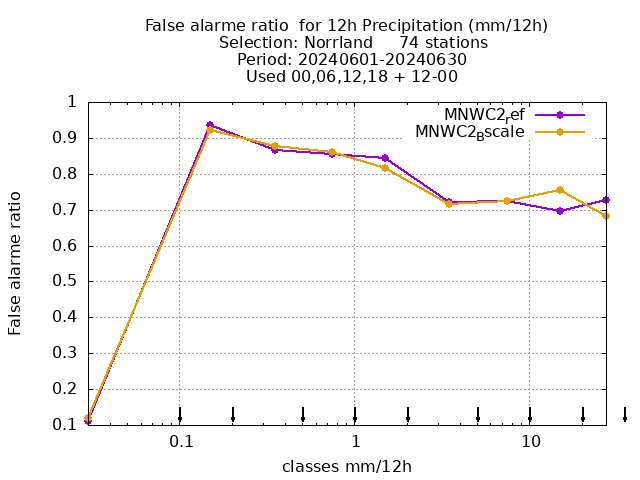 False alarme ratio  for 12h Precipitation (mm/12h)
Selection: Norrland     74 stations
Period: 20240601-20240630
Used 00,06,12,18 + 12-00
MNWC2ref
MNWC2Bscale
1
0.9
0.8
0.7
0.6
0.5
0.4
0.3
0.2
0.1
False alarme ratio
0.1 1 10
classes mm/12h